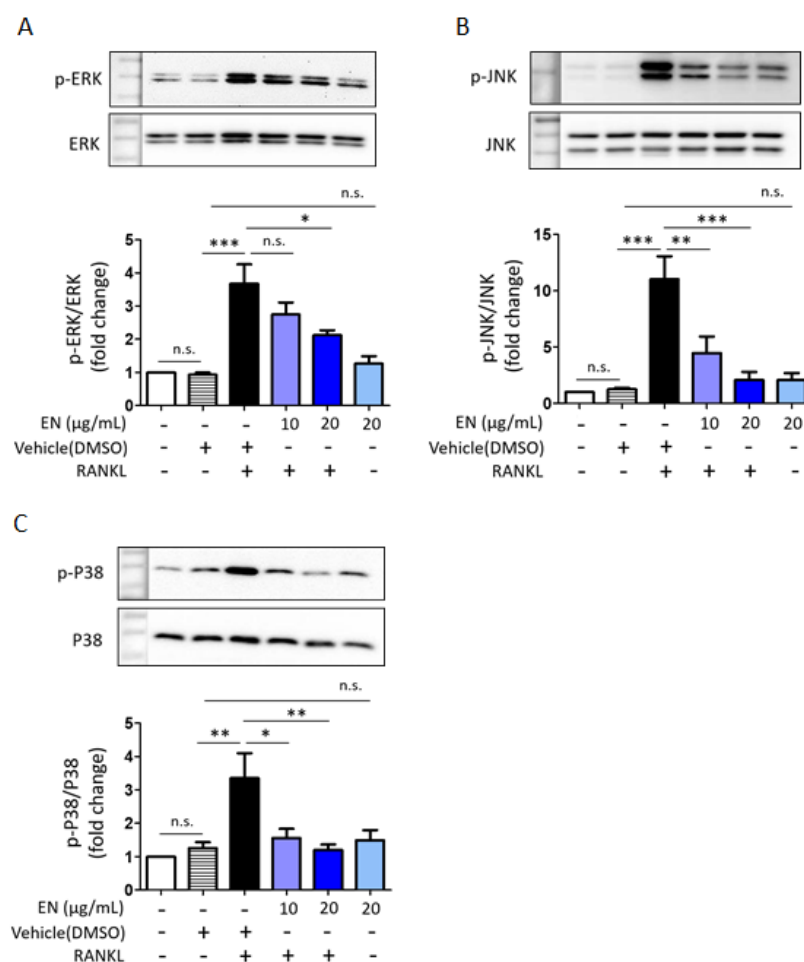 A
p-ERK
ERK
n.s.
*
*** n.s.
n.s.
p-ERK/ERK
(fold change)
5
4
3
2
1
0
EN (µg/mL) - - - 10 20 20
Vehicle(DMSO) - + + - - -
RANKL - - + + + -
B
p-JNK
JNK
n.s.
***
*** **
n.s.
p-JNK/JNK
(fold change)
15
10
5
0
EN (µg/mL) - - - 10 20 20
Vehicle(DMSO) - + + - - -
RANKL - - + + + -
C
p-P38
P38
n.s.
**
** *
n.s.
p-P38/P38
(fold change)
5
4
3
2
1
0
EN (µg/mL) - - - 10 20 20
Vehicle(DMSO) - + + - - -
RANKL - - + + + -